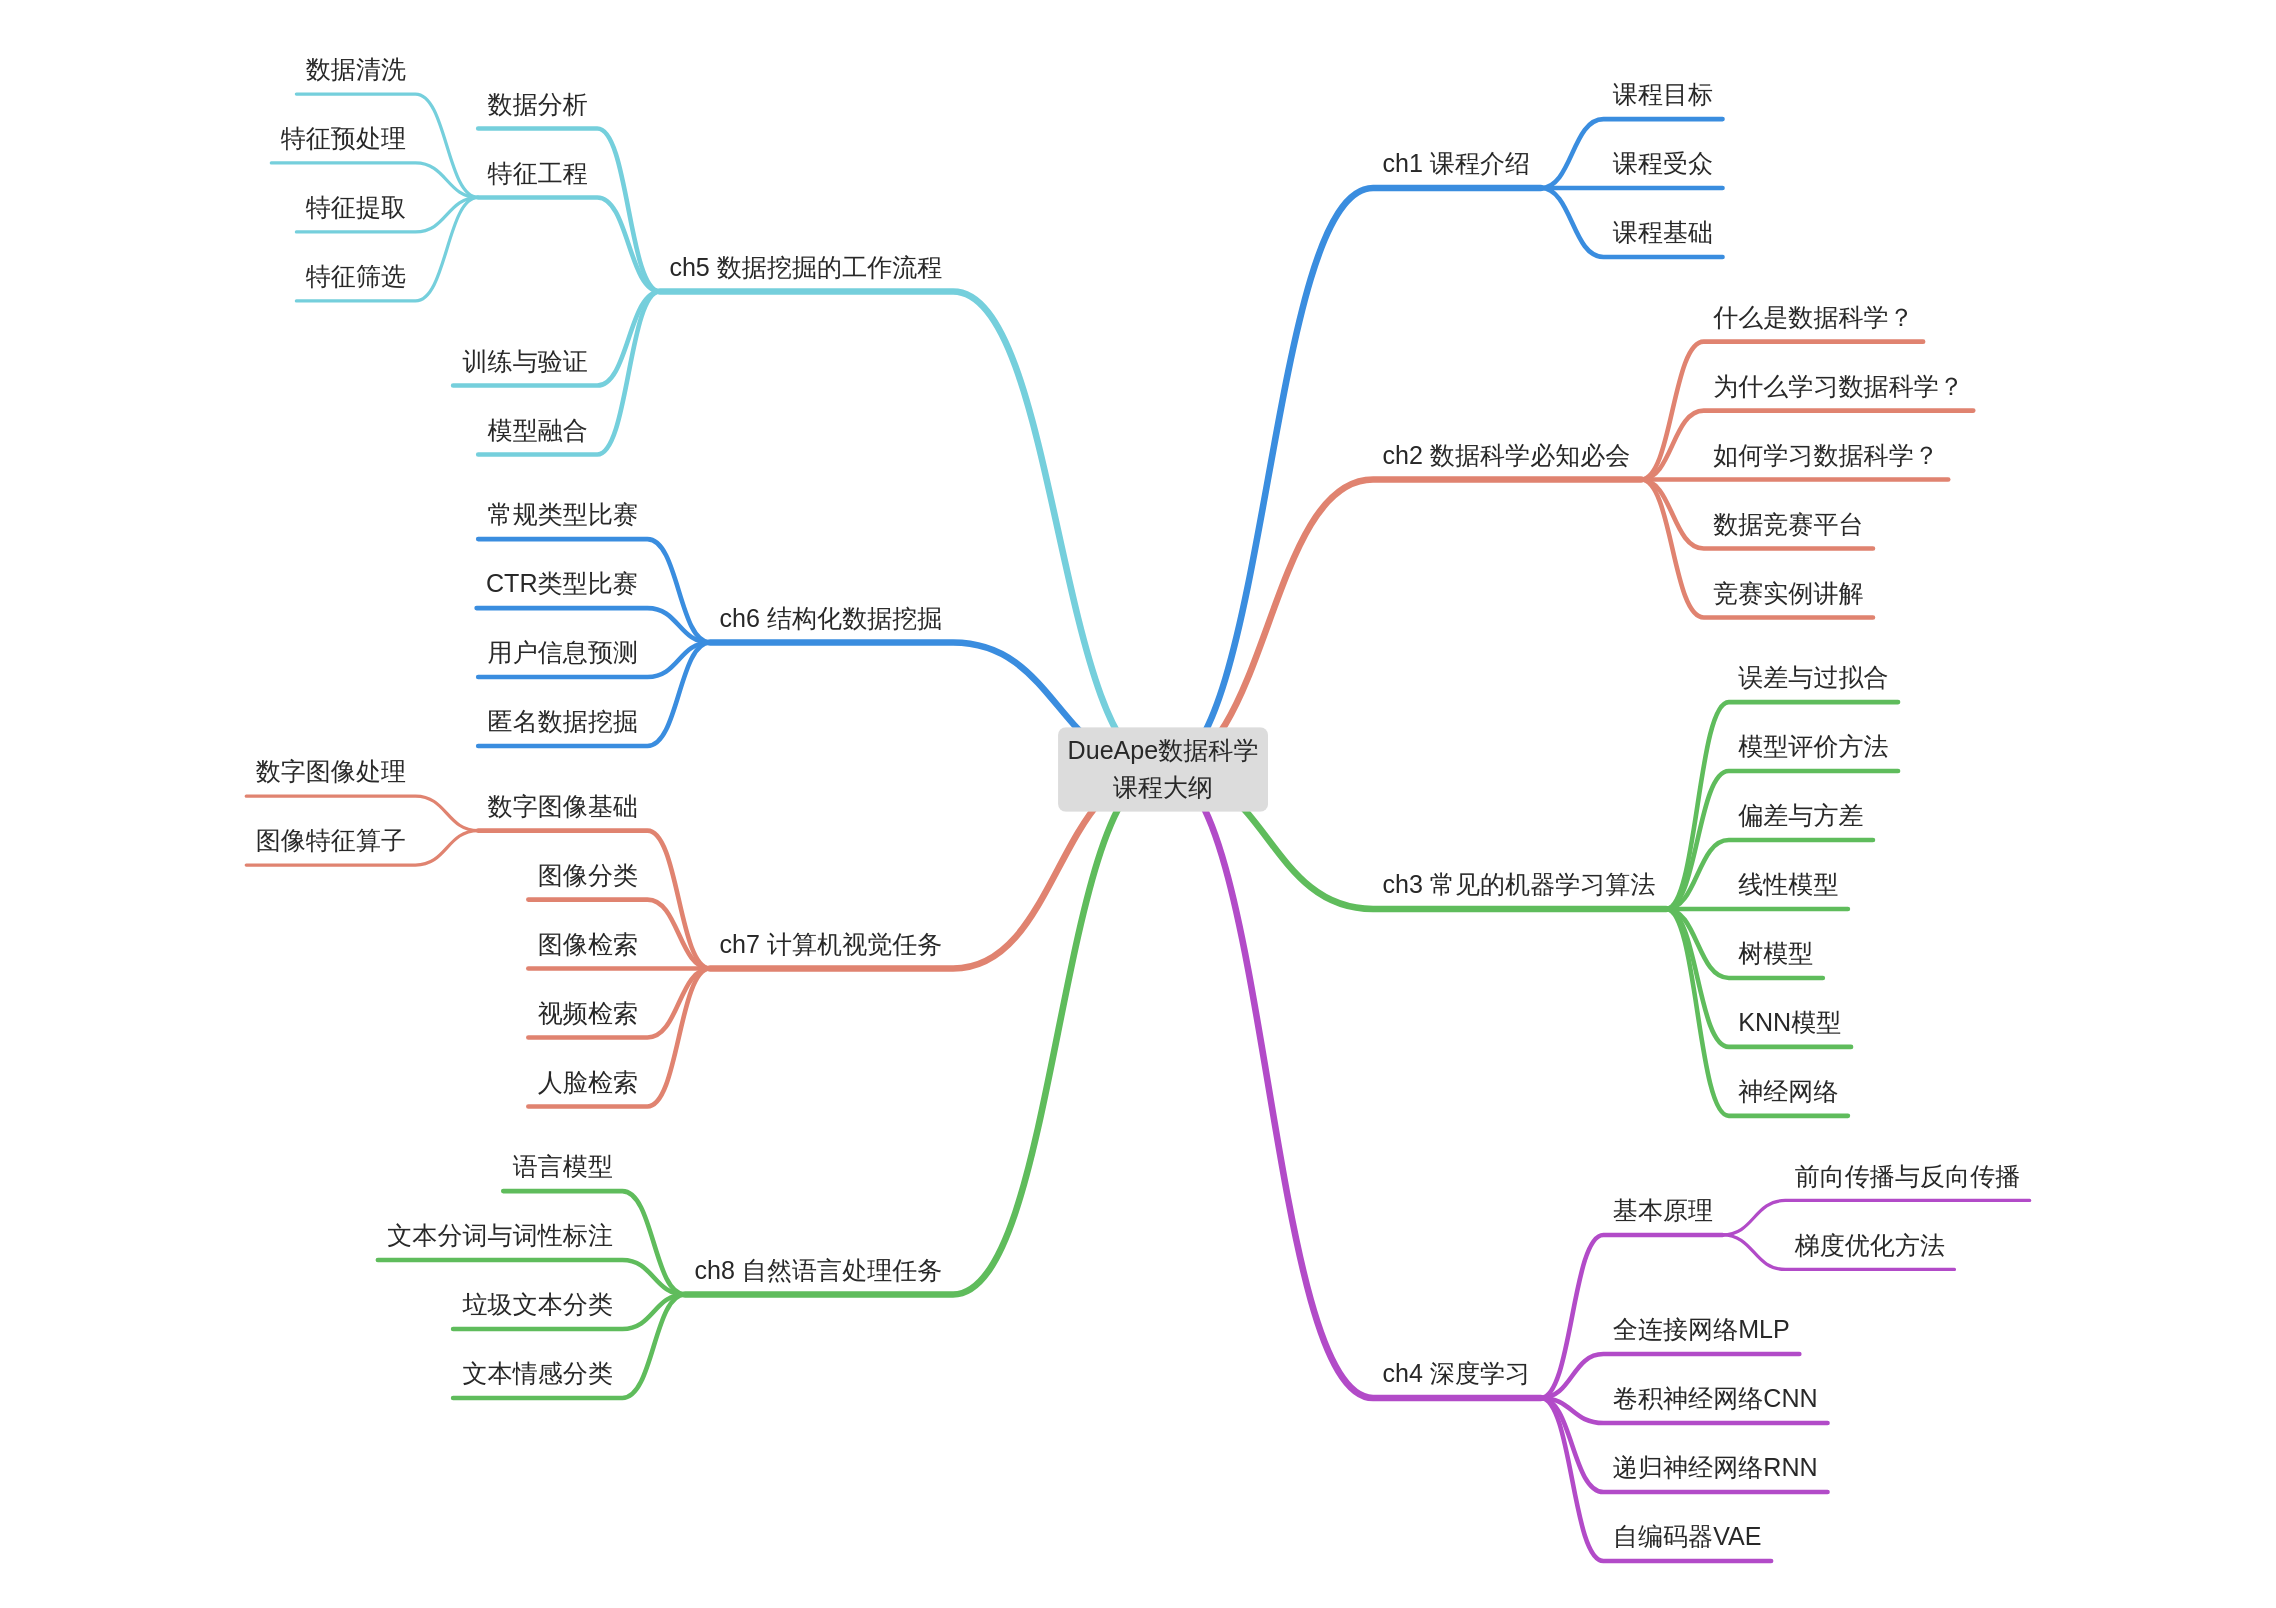 DueApe数据科学
课程大纲
ch1 课程介绍
课程目标
课程受众
课程基础
ch2 数据科学必知必会
什么是数据科学？
为什么学习数据科学？
如何学习数据科学？
数据竞赛平台
竞赛实例讲解
ch3 常见的机器学习算法
误差与过拟合
模型评价方法
偏差与方差
线性模型
树模型
KNN模型
神经网络
ch4 深度学习
基本原理
前向传播与反向传播
梯度优化方法
全连接网络MLP
卷积神经网络CNN
递归神经网络RNN
自编码器VAE
ch5 数据挖掘的工作流程
数据分析
特征工程
数据清洗
特征预处理
特征提取
特征筛选
训练与验证
模型融合
ch6 结构化数据挖掘
常规类型比赛
CTR类型比赛
用户信息预测
匿名数据挖掘
ch7 计算机视觉任务
数字图像基础
数字图像处理
图像特征算子
图像分类
图像检索
视频检索
人脸检索
ch8 自然语言处理任务
语言模型
文本分词与词性标注
垃圾文本分类
文本情感分类